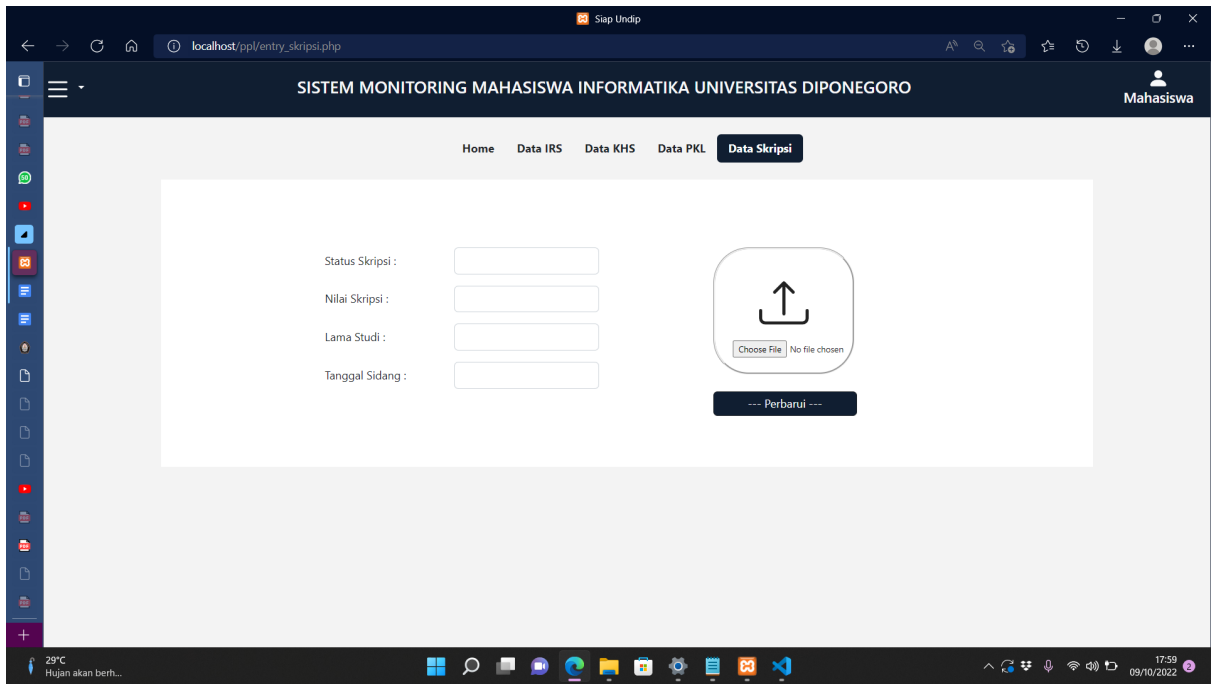 Siap Undip
localhost/ppl/entry_skripsi.php
SISTEM MONITORING MAHASISWA INFORMATIKA UNIVERSITAS DIPONEGORO
Mahasiswa
Home Data IRS Data KHS Data PKL Data Skripsi
Status Skripsi :
Nilai Skripsi :
Lama Studi :
Tanggal Sidang :
Choose File No file chosen
--- Perbarui ---
29°C
Hujan akan berh...
17:59
09/10/2022
2